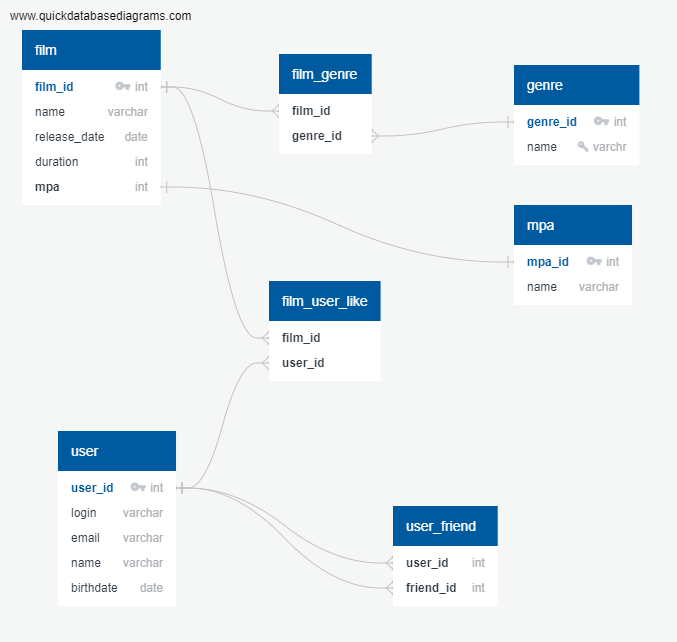 www.quickdatabasediagrams.com
film
film_id int
name varchar
release_date date
duration int
mpa int
film_genre
film_id
genre_id
genre
genre_id int
name varchr
mpa
mpa_id int
name varchar
film_user_like
film_id
user_id
user
user_id int
login varchar
email varchar
name varchar
birthdate date
user_friend
user_id int
friend_id int